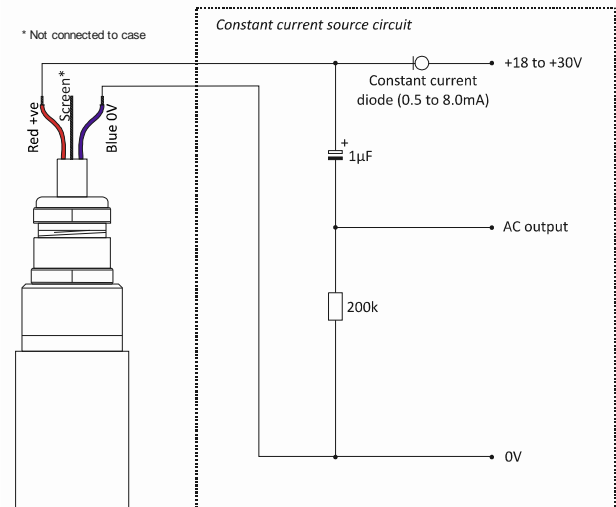 Constant current source circuit
* Not connected to case
+18 to +30V
Constant current
diode (0.5 to 8.0mA)
Red +ve
Screen*
Blue 0V
+
1µF
AC output
200k
0V